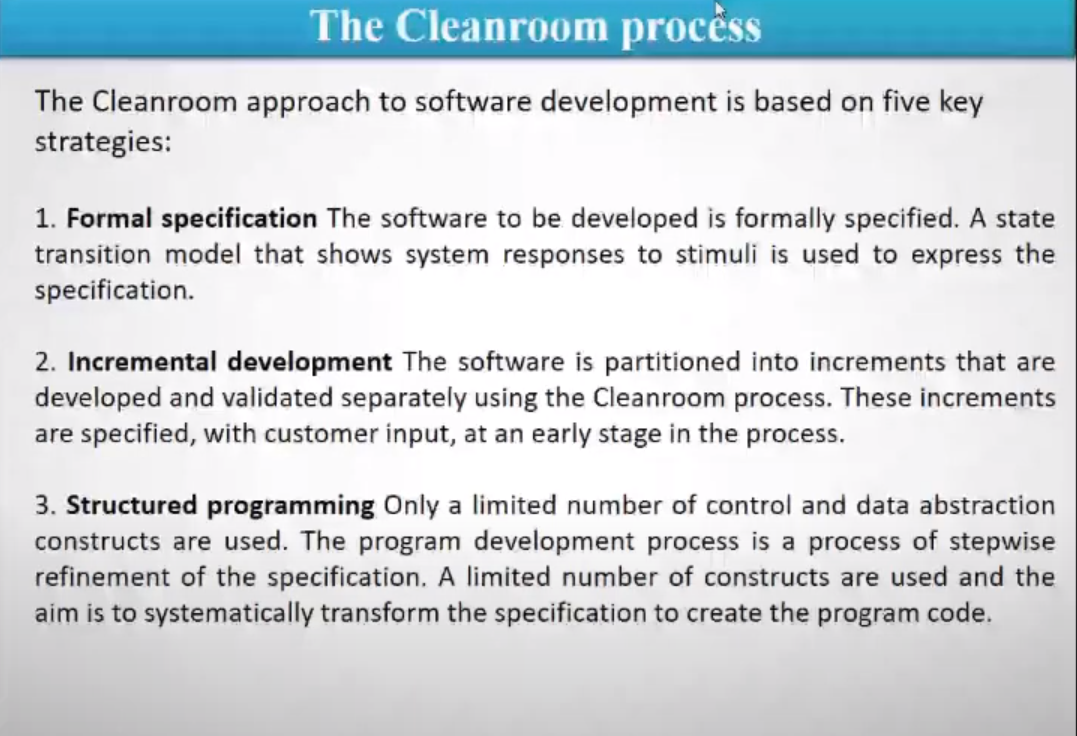 The Cleanroom process
The Cleanroom approach to software development is based on five key
strategies:
1. Formal specification The software to be developed is formally specified. A state
transition model that shows system responses to stimuli is used to express the
specification.
2. Incremental development The software is partitioned into increments that are
developed and validated separately using the Cleanroom process. These increments
are specified, with customer input, at an early stage in the process.
3. Structured programming Only a limited number of control and data abstraction
constructs are used. The program development process is a process of stepwise
refinement of the specification. A limited number of constructs are used and the
aim is to systematically transform the specification to create the program code.